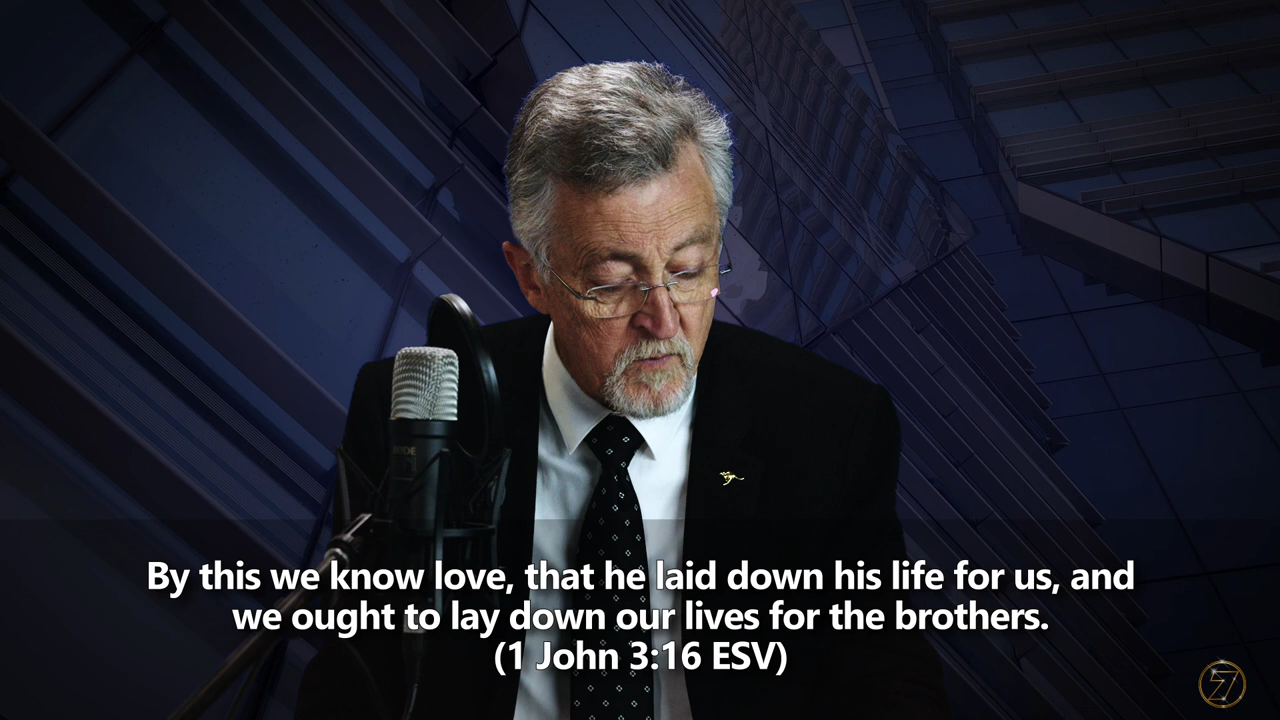 RODE
By this we know love, that he laid down his life for us, and
we ought to lay down our lives for the brothers.
(1 John 3:16 ESV)